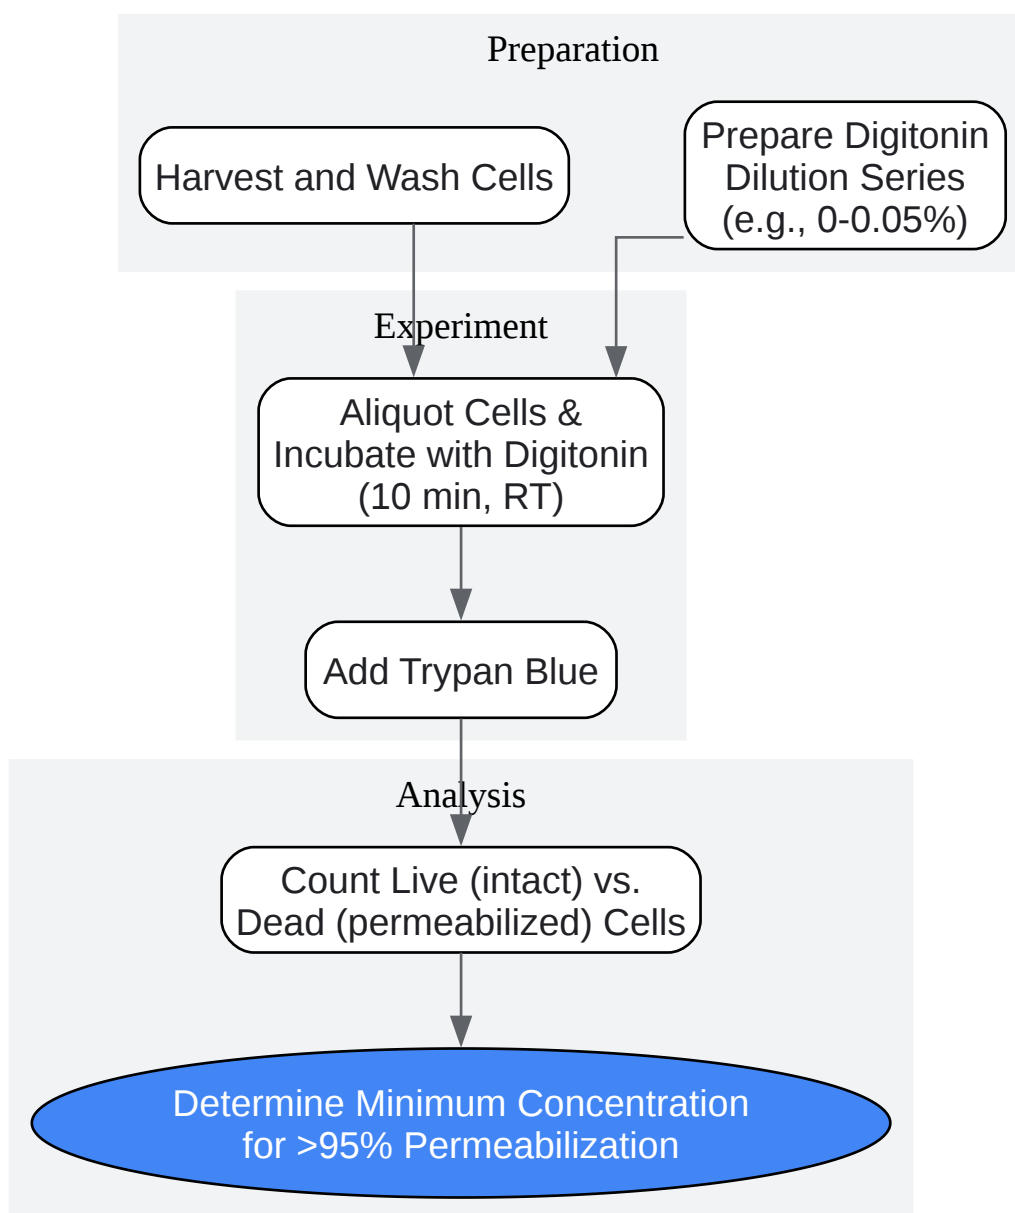 Preparation
Harvest and Wash Cells
Prepare Digitonin
Dilution Series
(e.g., 0-0.05%)
Experiment
Aliquot Cells &
Incubate with Digitonin
(10 min, RT)
Add Trypan Blue
Analysis
Count Live (intact) vs.
Dead (permeabilized) Cells
Determine Minimum Concentration
for >95% Permeabilization